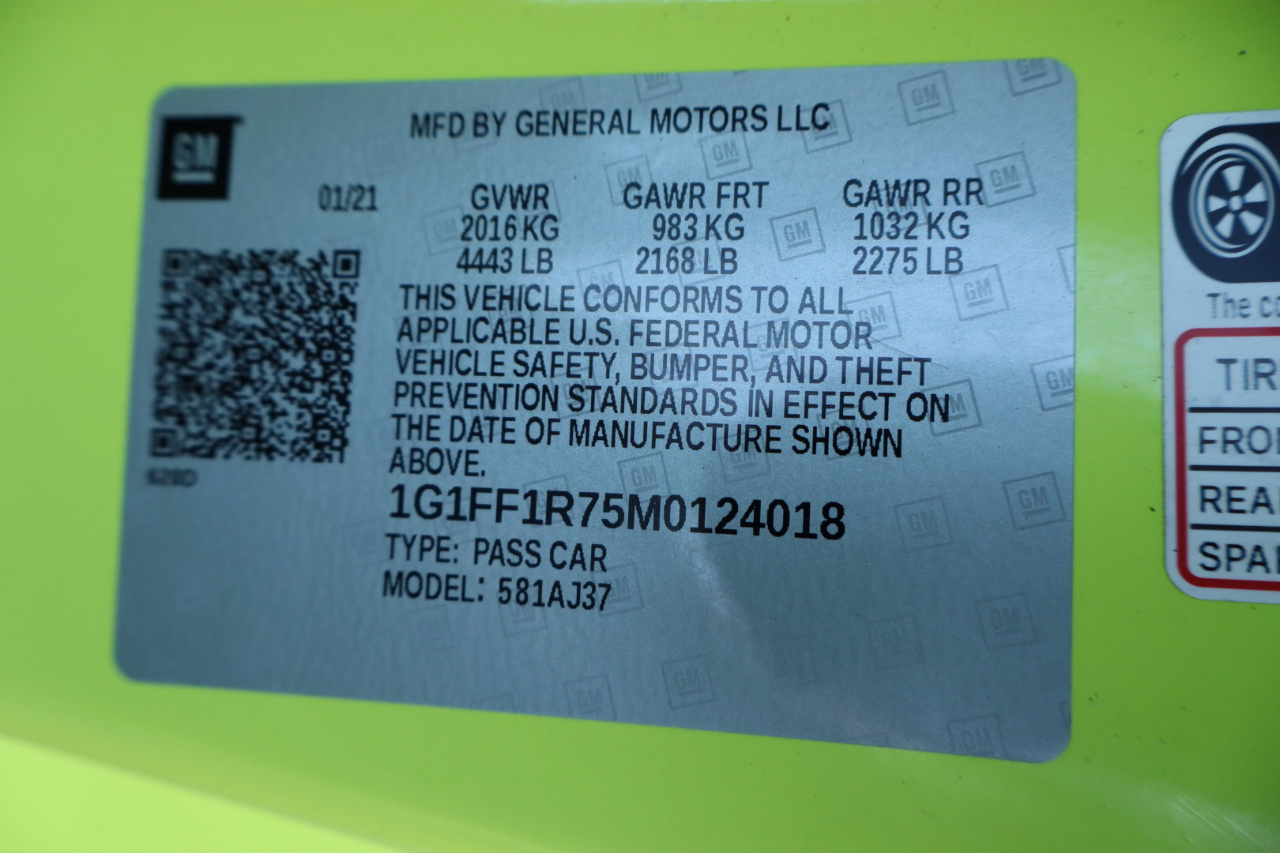 GM
MFD BY GENERAL MOTORS LLC
01/21 GVWR GAWR FRT GAWR RR
2016 KG 983 KG 1032 KG
4443 LB 2168 LB 2275 LB
THIS VEHICLE CONFORMS TO ALL
APPLICABLE U.S. FEDERAL MOTOR
VEHICLE SAFETY, BUMPER, AND THEFT
PREVENTION STANDARDS IN EFFECT ON
THE DATE OF MANUFACTURE SHOWN
ABOVE.
1G1FF1R75M0124018
TYPE: PASS CAR
MODEL: 581AJ37
The
TIR
FRO
REA
SPA